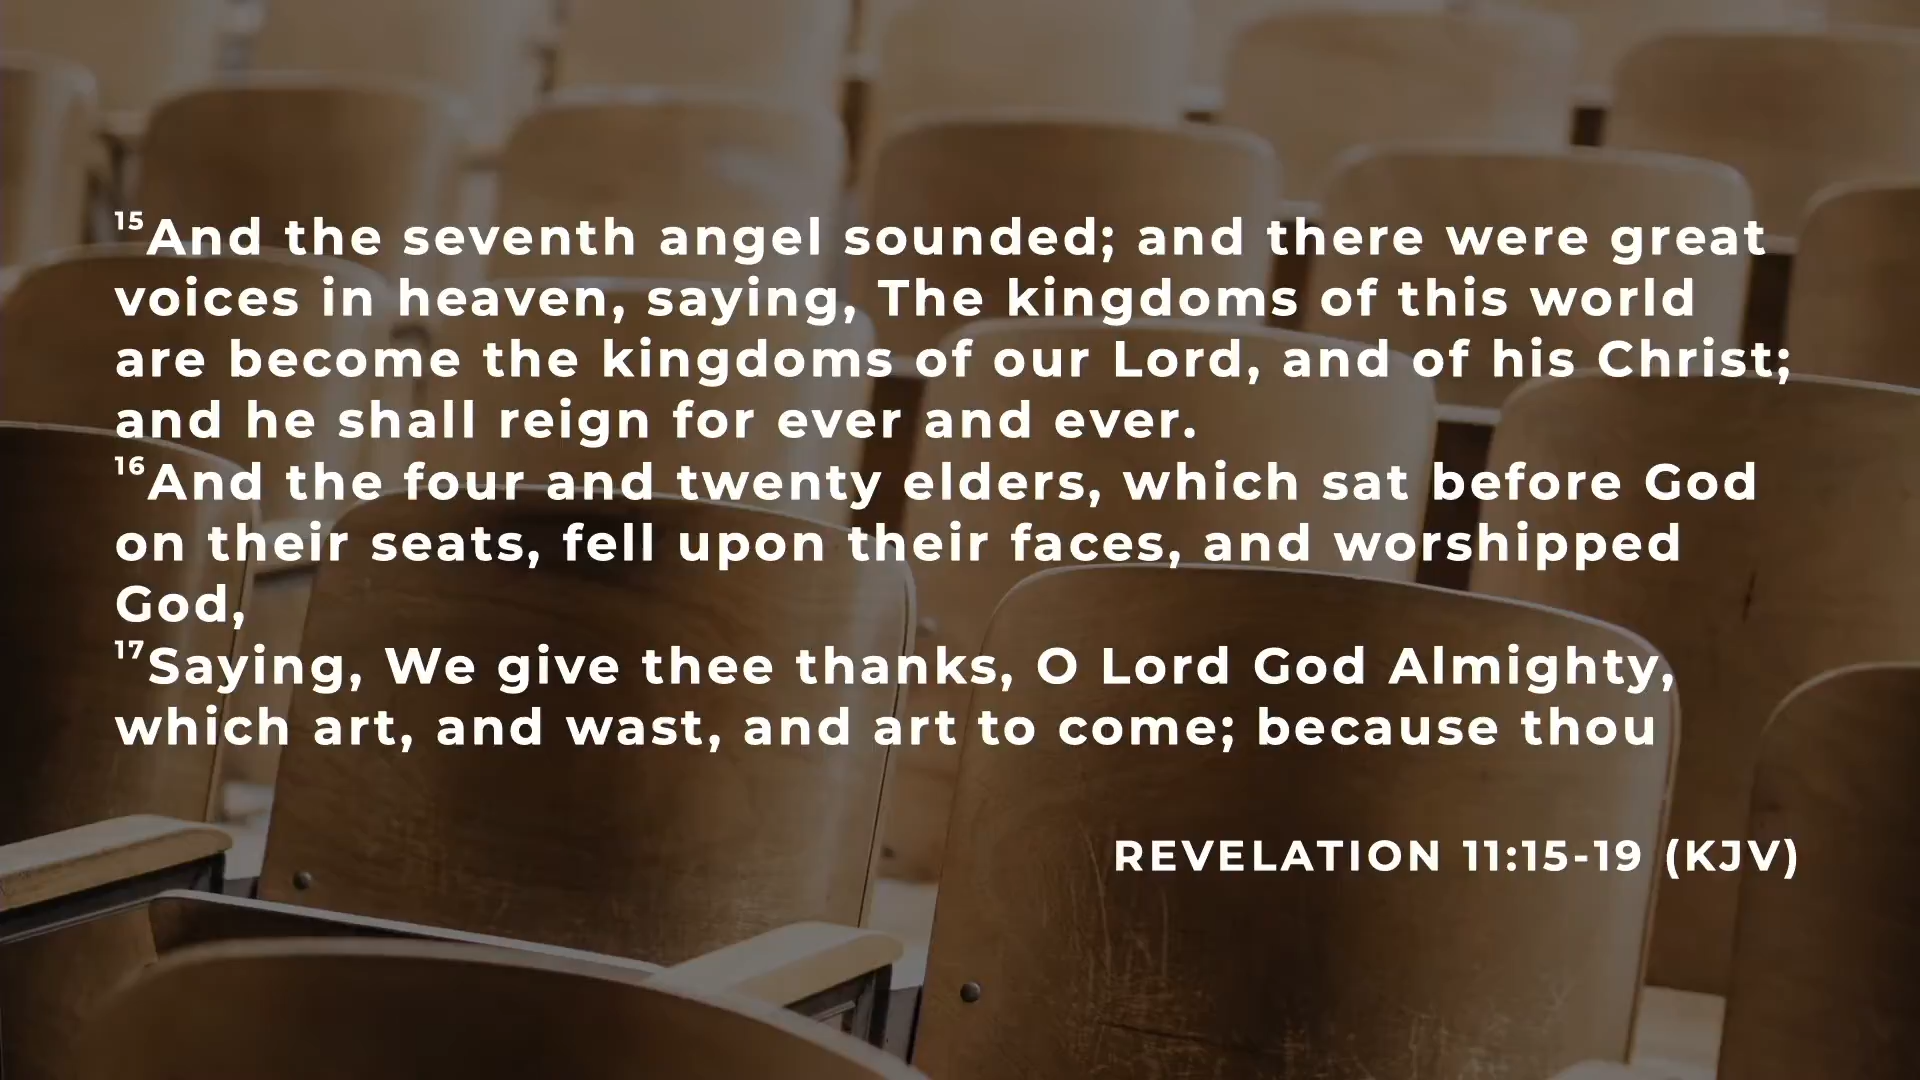 15And the seventh angel sounded; and there were great
voices in heaven, saying, The kingdoms of this world
are become the kingdoms of our Lord, and of his Christ;
and he shall reign for ever and ever.
16And the four and twenty elders, which sat before God
on their seats, fell upon their faces, and worshipped
God,
17Saying, We give thee thanks, O Lord God Almighty,
which art, and wast, and art to come; because thou
REVELATION 11:15-19 (KJV)